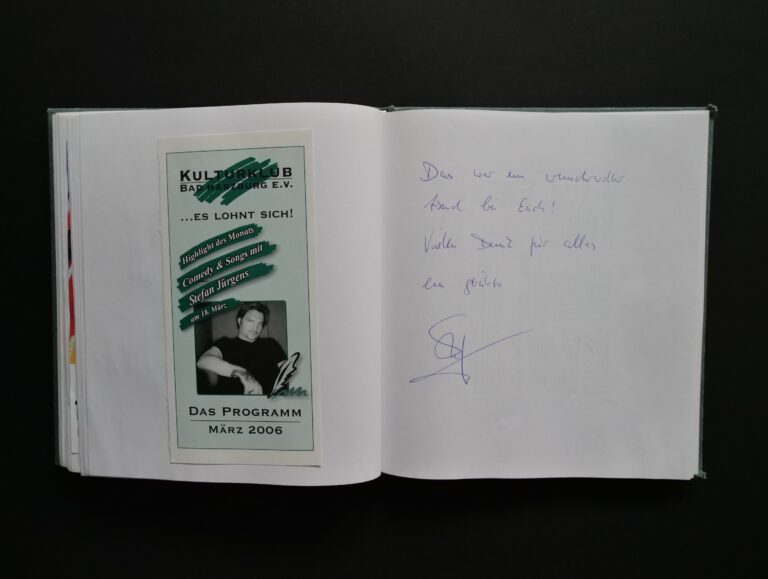 KULTURKLUB
BAD HARZBURG E.V.
...ES LOHNT SICH!
Highlight des Monats
Comedy & Songs mit
Stefan Jürgens
am 18. März
DAS PROGRAMM
MÄRZ 2006
Das war ein wundervoller
Abend bei Euch!
Vielen Dank für alles
ein